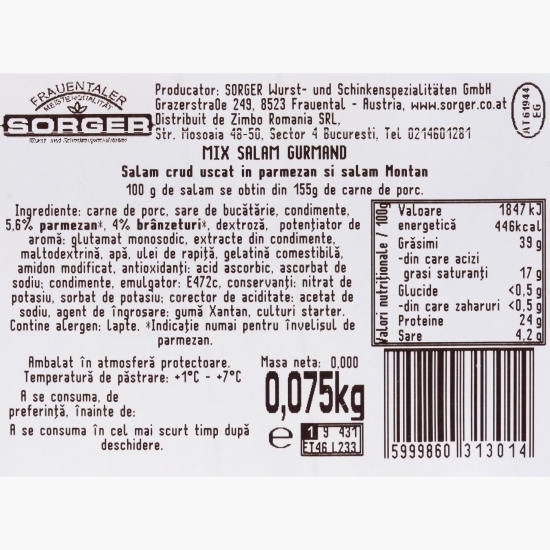 FRAUENTALER
MEISTERQUALITÄT
SORGER
Wurst- und Schinkenspezialitäten
Producator: SORGER Wurst- und Schinkenspezialitäten GmbH
Grazerstraße 249, 8523 Frauental - Austria, www.sorger.co.at
Distribuit de Zimbo Romania SRL,
Str. Mosoaia 48-50, Sector 4 Bucuresti, Tel 0214601281
AT 61944
EG
MIX SALAM GURMAND
Salam crud uscat in parmezan si salam Montan
100 g de salam se obtin din 155g de carne de porc.
Ingrediente: carne de porc, sare de bucătărie, condimente,
5,6% parmezan*, 4% brânzeturi*, dextroză, potențiator de
aromă: glutamat monosodic, extracte din condimente,
maltodextrină, apă, ulei de rapiță, gelatină comestibilă,
amidon modificat, antioxidanți: acid ascorbic, ascorbat de
sodiu; condimente, emulgator: E472c, conservanți: nitrat de
potasiu, sorbat de potasiu; corector de aciditate: acetat de
sodiu, agent de îngrosare: gumă Xantan, culturi starter.
Contine alergen: Lapte. *Indicație numai pentru învelisul de
parmezan.
Valori nutriționale / 100g
Valoare 1847 kJ
energetică 446kcal
Grăsimi 39 g
-din care acizi
grasi saturanți 17 g
Glucide <0,5 g
-din care zaharuri <0,5 g
Proteine 24 g
Sare 4,2 g
Ambalat în atmosferă protectoare.
Temperatura de păstrare: +1°C - +7°C
A se consuma, de
preferință, înainte de:
A se consuma în cel mai scurt timp după
deschidere.
Masa neta: 0,000
0,075kg
e
1 9 431
ET46 L233
5999860 313014